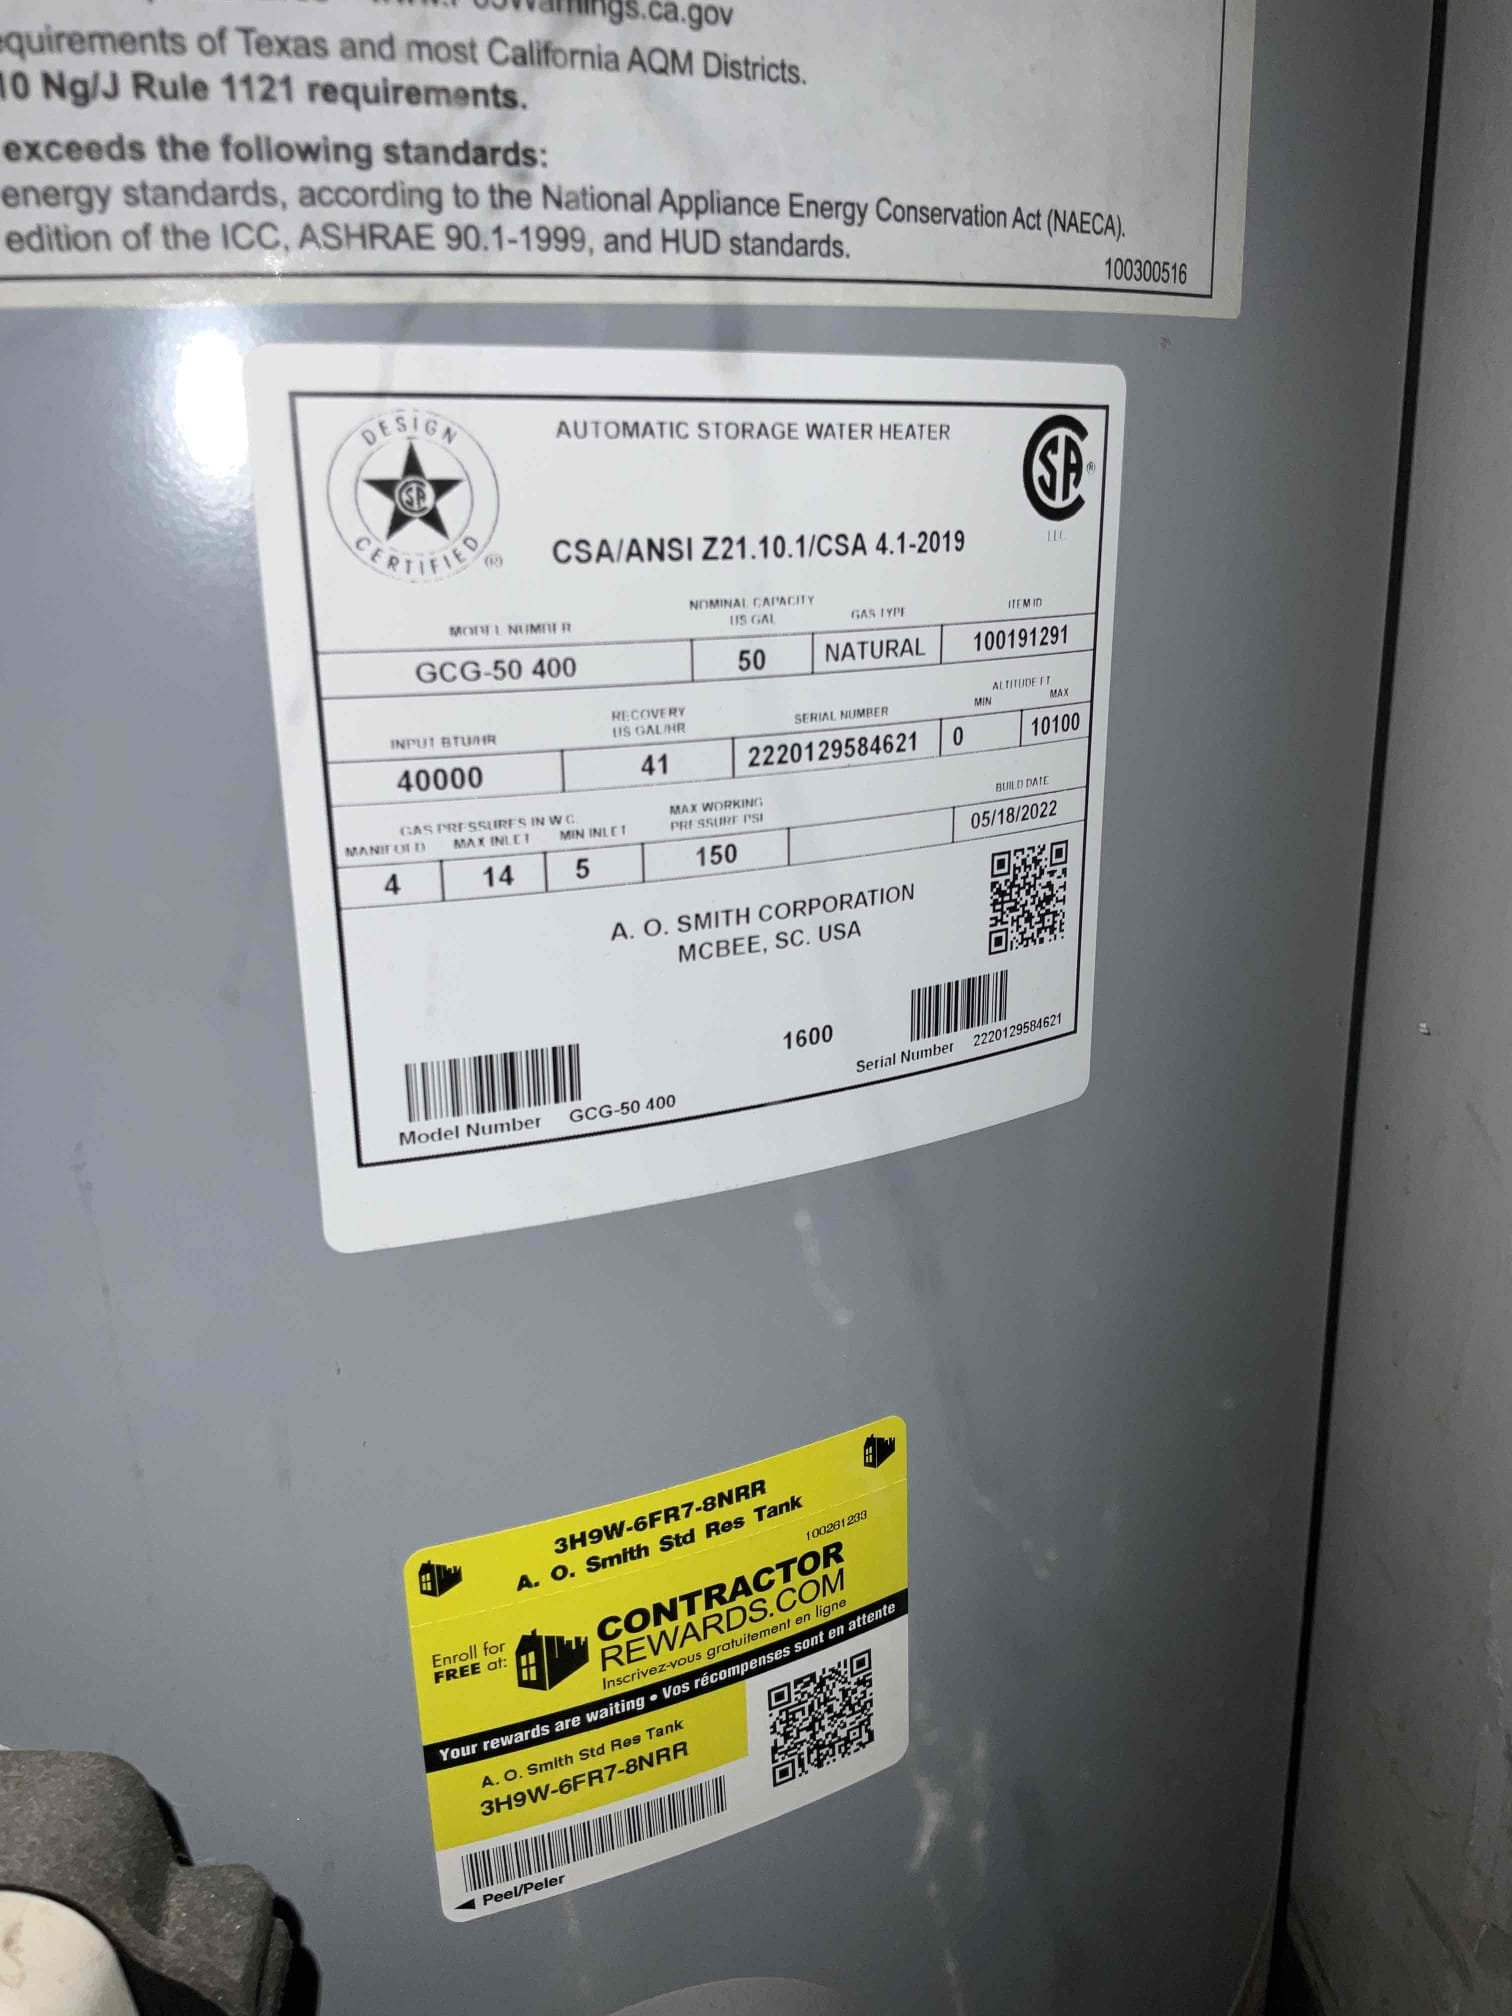 quirements of Texas and most California AQM Districts.
10 Ng/J Rule 1121 requirements.
exceeds the following standards:
energy standards, according to the National Appliance Energy Conservation Act (NAECA).
edition of the ICC, ASHRAE 90.1-1999, and HUD standards.
100300516
DESIGN
CERTIFIED
AUTOMATIC STORAGE WATER HEATER
CSA/ANSI Z21.10.1/CSA 4.1-2019
LLC
MODEL NUMBER
NOMINAL CAPACITY
US GAL
GAS TYPE
ITEM ID
GCG-50 400
50
NATURAL
100191291
INPUT BTU/HR
RECOVERY
US GAL/HR
SERIAL NUMBER
ALTITUDE FT
MIN
MAX
40000
41
2220129584621
0
10100
GAS PRESSURES IN W C.
MANIFOLD
MAX INLET
MIN INLET
MAX WORKING
PRESSURE PSI
BUILD DATE
4
14
5
150
05/18/2022
A. O. SMITH CORPORATION
MCBEE, SC. USA
1600
Model Number GCG-50 400
Serial Number 2220129584621
3H9W-6FR7-8NRR
A. O. Smith Std Res Tank
100261233
Enroll for
FREE at:
CONTRACTOR
REWARDS.COM
Inscrivez-vous gratuitement en ligne
Your rewards are waiting • Vos récompenses sont en attente
A. O. Smith Std Res Tank
3H9W-6FR7-8NRR
◀ Peel/Peler